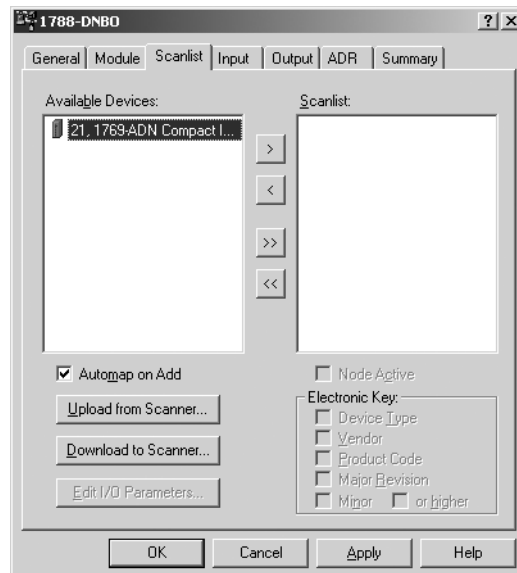 1788-DNBO
General Module Scanlist Input Output ADR Summary
Available Devices:
Scanlist:
21, 1769-ADN Compact I...
>
<
>>
<<
Automap on Add
Node Active
Upload from Scanner...
Electronic Key:
Device Type
Vendor
Download to Scanner...
Product Code
Major Revision
Edit I/O Parameters...
Minor or higher
OK Cancel Apply Help